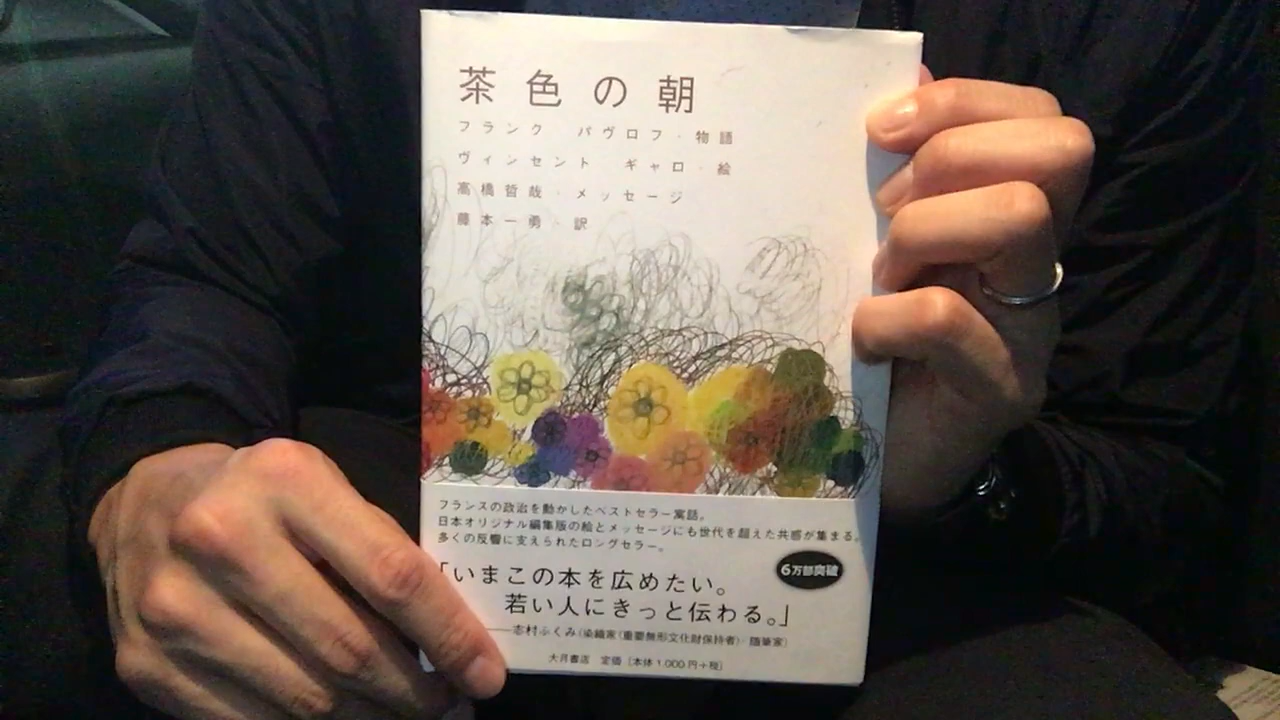 茶色の朝
フランク パヴロフ・物語
ヴィンセント ギャロ・絵
高橋哲哉・メッセージ
藤本一勇・訳
フランスの政治を動かしたベストセラー寓話。
日本オリジナル編集版の絵とメッセージにも世代を超えた共感が集まる。
多くの反響に支えられたロングセラー。
6万部突破
「いまこの本を広めたい。
若い人にきっと伝わる。」
――志村ふくみ(染織家〈重要無形文化財保持者〉・随筆家)
大月書店 定価[本体1,000円+税]